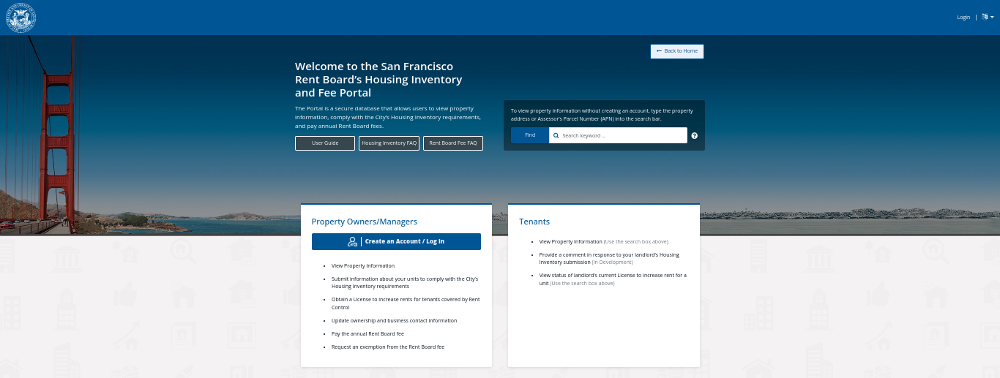 Login |
← Back to Home
Welcome to the San Francisco
Rent Board's Housing Inventory
and Fee Portal
The Portal is a secure database that allows users to view property
information, comply with the City's Housing Inventory requirements,
and pay annual Rent Board fees.
User Guide
Housing Inventory FAQ
Rent Board Fee FAQ
To view property information without creating an account, type the property
address or Assessor's Parcel Number (APN) into the search bar.
Find
Search keyword ...
Property Owners/Managers
Create an Account / Log In
• View Property Information
• Submit information about your units to comply with the City's
Housing Inventory requirements
• Obtain a License to increase rents for tenants covered by Rent
Control
• Update ownership and business contact information
• Pay the annual Rent Board fee
• Request an exemption from the Rent Board fee
Tenants
• View Property Information (Use the search box above)
• Provide a comment in response to your landlord's Housing
Inventory submission (In Development)
• View status of landlord's current License to increase rent for a
unit (Use the search box above)